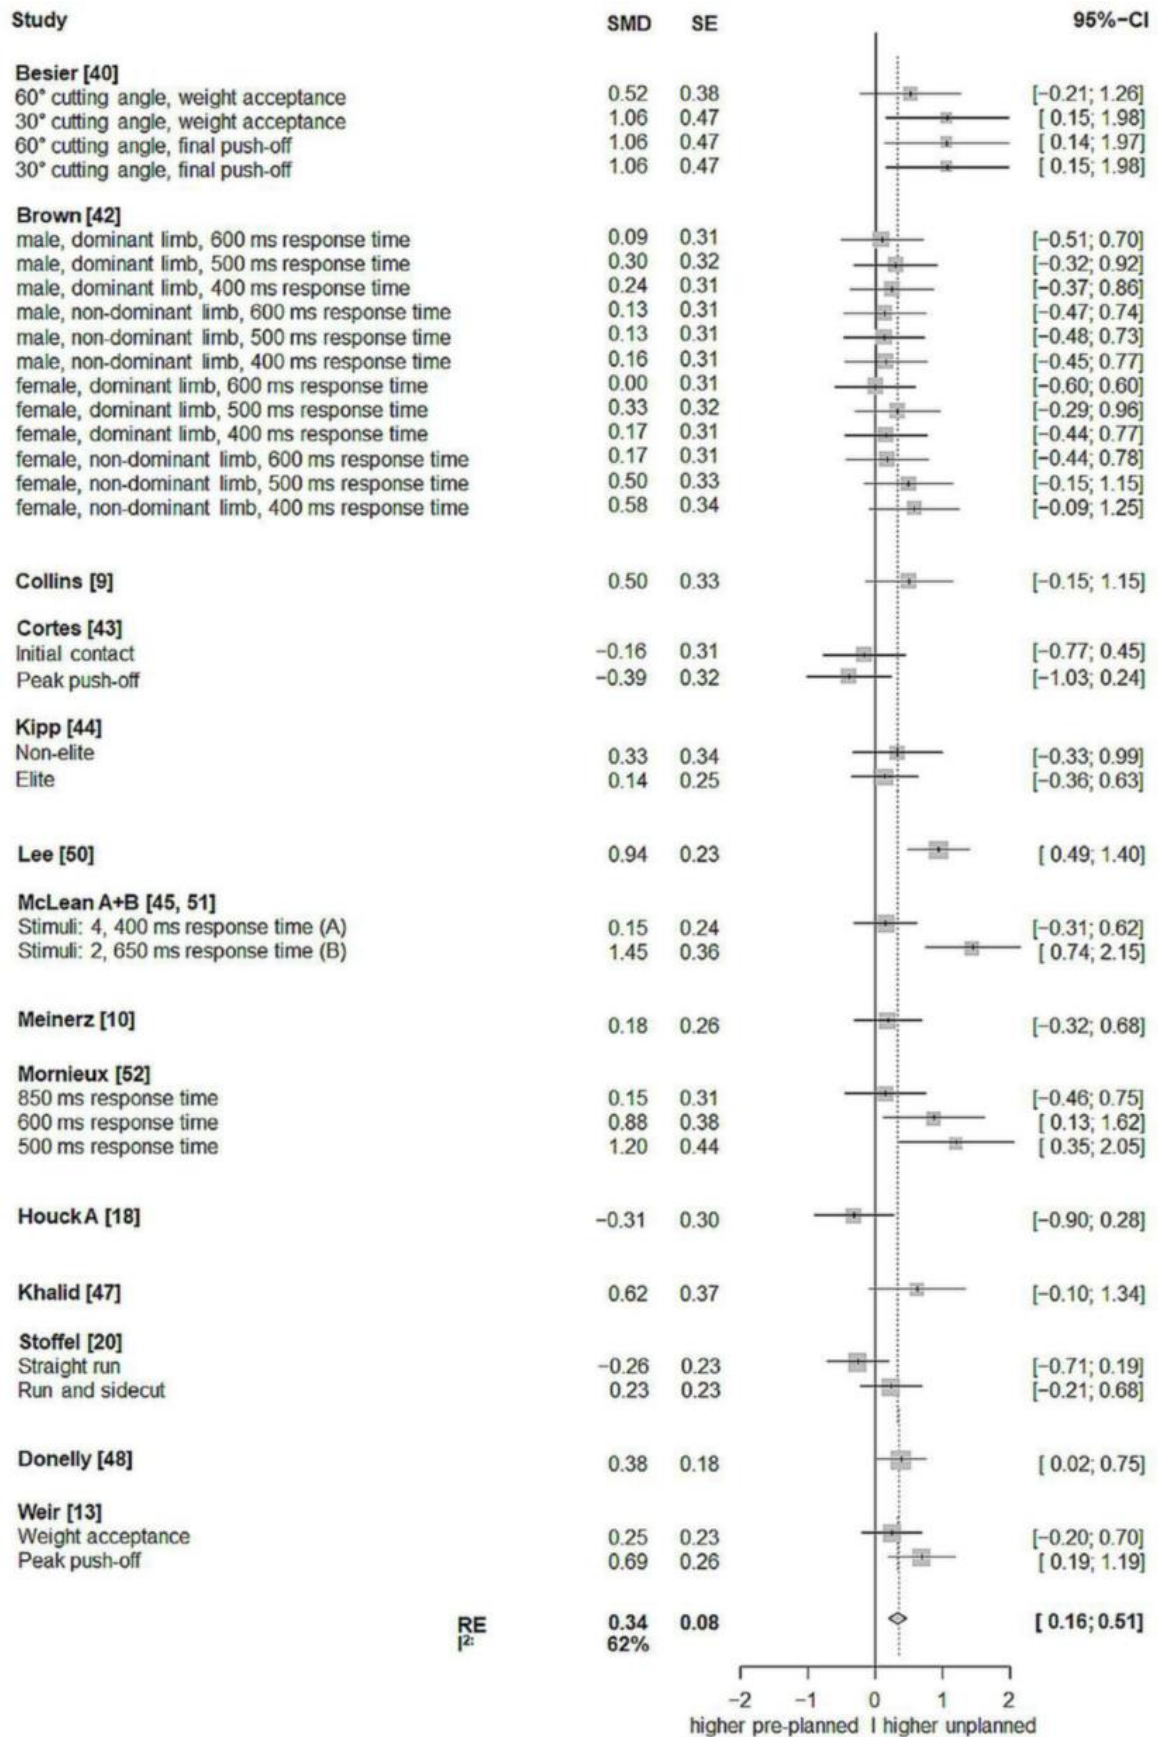 Study SMD SE 95%−CI
Besier [40]
60° cutting angle, weight acceptance 0.52 0.38 [−0.21; 1.26]
30° cutting angle, weight acceptance 1.06 0.47 [ 0.15; 1.98]
60° cutting angle, final push-off 1.06 0.47 [ 0.14; 1.97]
30° cutting angle, final push-off 1.06 0.47 [ 0.15; 1.98]
Brown [42]
male, dominant limb, 600 ms response time 0.09 0.31 [−0.51; 0.70]
male, dominant limb, 500 ms response time 0.30 0.32 [−0.32; 0.92]
male, dominant limb, 400 ms response time 0.24 0.31 [−0.37; 0.86]
male, non-dominant limb, 600 ms response time 0.13 0.31 [−0.47; 0.74]
male, non-dominant limb, 500 ms response time 0.13 0.31 [−0.48; 0.73]
male, non-dominant limb, 400 ms response time 0.16 0.31 [−0.45; 0.77]
female, dominant limb, 600 ms response time 0.00 0.31 [−0.60; 0.60]
female, dominant limb, 500 ms response time 0.33 0.32 [−0.29; 0.96]
female, dominant limb, 400 ms response time 0.17 0.31 [−0.44; 0.77]
female, non-dominant limb, 600 ms response time 0.17 0.31 [−0.44; 0.78]
female, non-dominant limb, 500 ms response time 0.50 0.33 [−0.15; 1.15]
female, non-dominant limb, 400 ms response time 0.58 0.34 [−0.09; 1.25]
Collins [9] 0.50 0.33 [−0.15; 1.15]
Cortes [43]
Initial contact −0.16 0.31 [−0.77; 0.45]
Peak push-off −0.39 0.32 [−1.03; 0.24]
Kipp [44]
Non-elite 0.33 0.34 [−0.33; 0.99]
Elite 0.14 0.25 [−0.36; 0.63]
Lee [50] 0.94 0.23 [ 0.49; 1.40]
McLean A+B [45, 51]
Stimuli: 4, 400 ms response time (A) 0.15 0.24 [−0.31; 0.62]
Stimuli: 2, 650 ms response time (B) 1.45 0.36 [ 0.74; 2.15]
Meinerz [10] 0.18 0.26 [−0.32; 0.68]
Mornieux [52]
850 ms response time 0.15 0.31 [−0.46; 0.75]
600 ms response time 0.88 0.38 [ 0.13; 1.62]
500 ms response time 1.20 0.44 [ 0.35; 2.05]
Houck A [18] −0.31 0.30 [−0.90; 0.28]
Khalid [47] 0.62 0.37 [−0.10; 1.34]
Stoffel [20]
Straight run −0.26 0.23 [−0.71; 0.19]
Run and sidecut 0.23 0.23 [−0.21; 0.68]
Donelly [48] 0.38 0.18 [ 0.02; 0.75]
Weir [13]
Weight acceptance 0.25 0.23 [−0.20; 0.70]
Peak push-off 0.69 0.26 [ 0.19; 1.19]
RE 0.34 0.08 [ 0.16; 0.51]
I²: 62%
−2 −1 0 1 2
higher pre-planned I higher unplanned